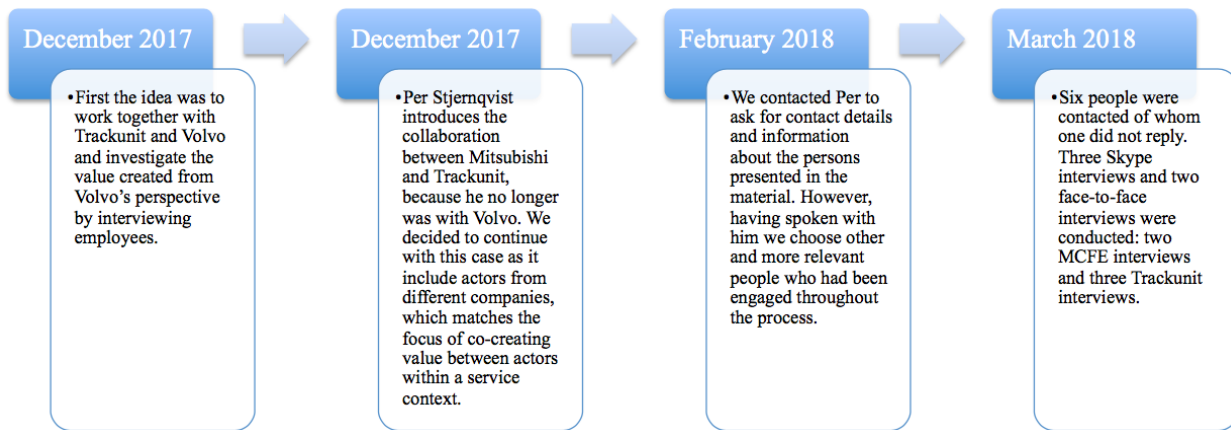 December 2017
•First the idea was to
work together with
Trackunit and Volvo
and investigate the
value created from
Volvo's perspective
by interviewing
employees.
December 2017
•Per Stjernqvist
introduces the
collaboration
between Mitsubishi
and Trackunit,
because he no longer
was with Volvo. We
decided to continue
with this case as it
include actors from
different companies,
which matches the
focus of co-creating
value between actors
within a service
context.
February 2018
•We contacted Per to
ask for contact details
and information
about the persons
presented in the
material. However,
having spoken with
him we choose other
and more relevant
people who had been
engaged throughout
the process.
March 2018
•Six people were
contacted of whom
one did not reply.
Three Skype
interviews and two
face-to-face
interviews were
conducted: two
MCFE interviews
and three Trackunit
interviews.